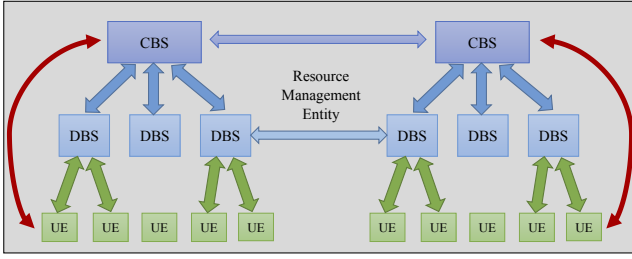 CBS
CBS
Resource
Management
Entity
DBS DBS DBS
DBS DBS DBS
UE UE UE UE UE
UE UE UE UE UE